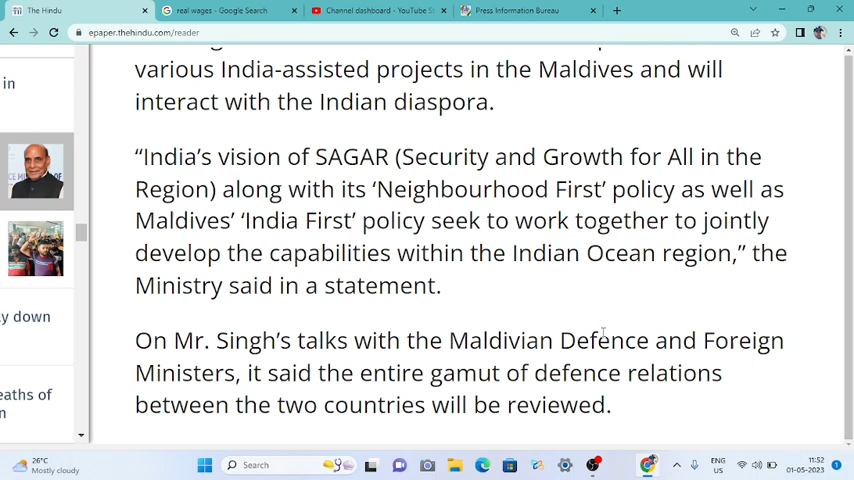 The Hindu
real wages - Google Search
Channel dashboard - YouTube St
Press Information Bureau
epaper.thehindu.com/reader
various India-assisted projects in the Maldives and will
in
interact with the Indian diaspora.
“India’s vision of SAGAR (Security and Growth for All in the
Region) along with its ‘Neighbourhood First’ policy as well as
Maldives’ ‘India First’ policy seek to work together to jointly
develop the capabilities within the Indian Ocean region,” the
Ministry said in a statement.
y down
On Mr. Singh’s talks with the Maldivian Defence and Foreign
Ministers, it said the entire gamut of defence relations
eaths of
between the two countries will be reviewed.
n
26°C
Mostly cloudy
Search
ENG
US
11:52
01-05-2023
1